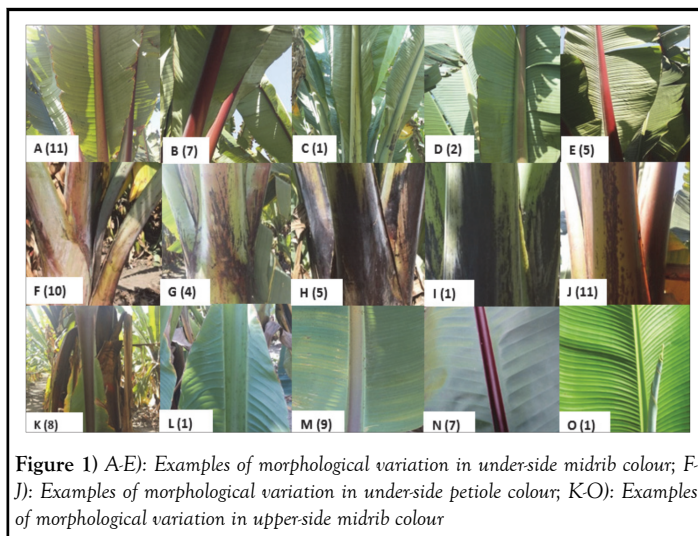 A (11) B (7) C (1) D (2) E (5)
F (10) G (4) H (5) I (1) J (11)
K (8) L (1) M (9) N (7) O (1)
Figure 1) A-E): Examples of morphological variation in under-side midrib colour; F-
J): Examples of morphological variation in under-side petiole colour; K-O): Examples
of morphological variation in upper-side midrib colour